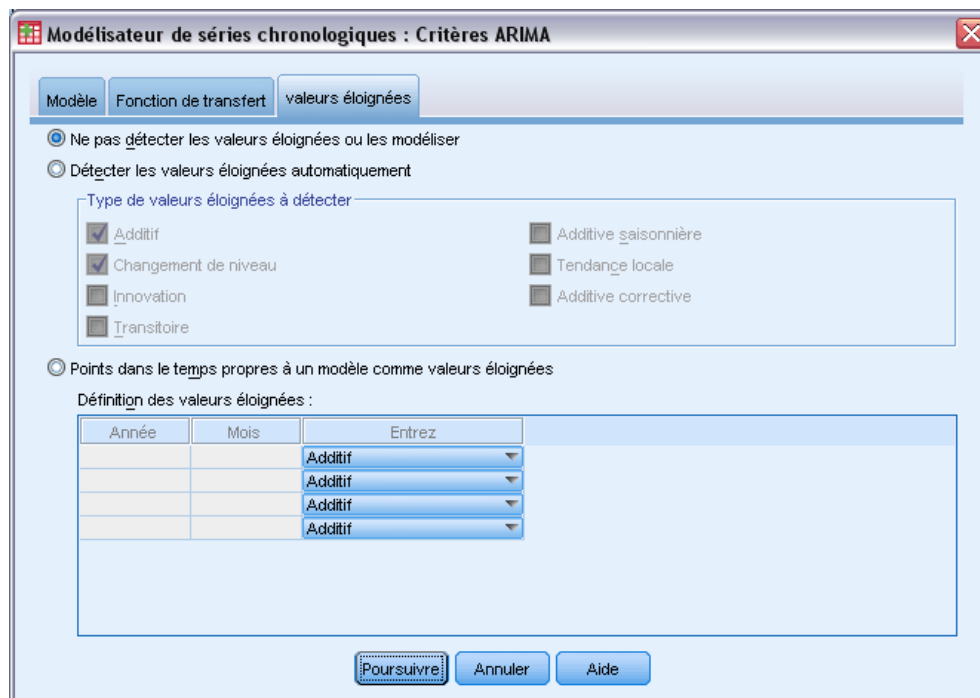 Modélisateur de séries chronologiques : Critères ARIMA
Modèle Fonction de transfert valeurs éloignées
Ne pas détecter les valeurs éloignées ou les modéliser
Détecter les valeurs éloignées automatiquement
Type de valeurs éloignées à détecter
Additif Additive saisonnière
Changement de niveau Tendance locale
Innovation Additive corrective
Transitoire
Points dans le temps propres à un modèle comme valeurs éloignées
Définition des valeurs éloignées :
Année Mois Entrez
Additif
Additif
Additif
Additif
Poursuivre Annuler Aide